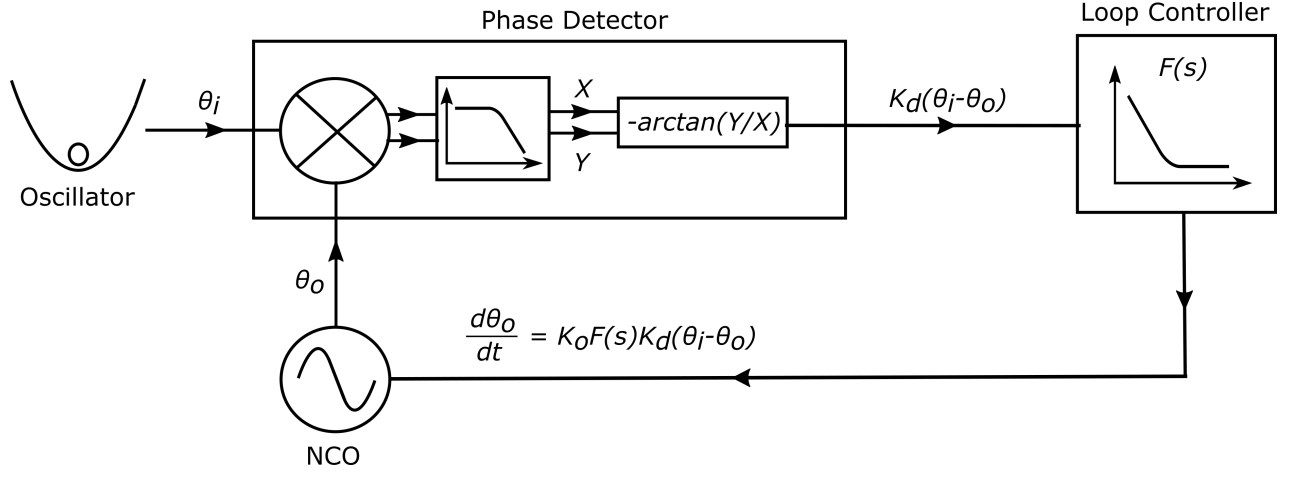 Phase Detector
Loop Controller
θi
X
-arctan(Y/X)
Y
Kd(θi-θo)
F(s)
Oscillator
θo
dθo
dt
= KoF(s)Kd(θi-θo)
NCO